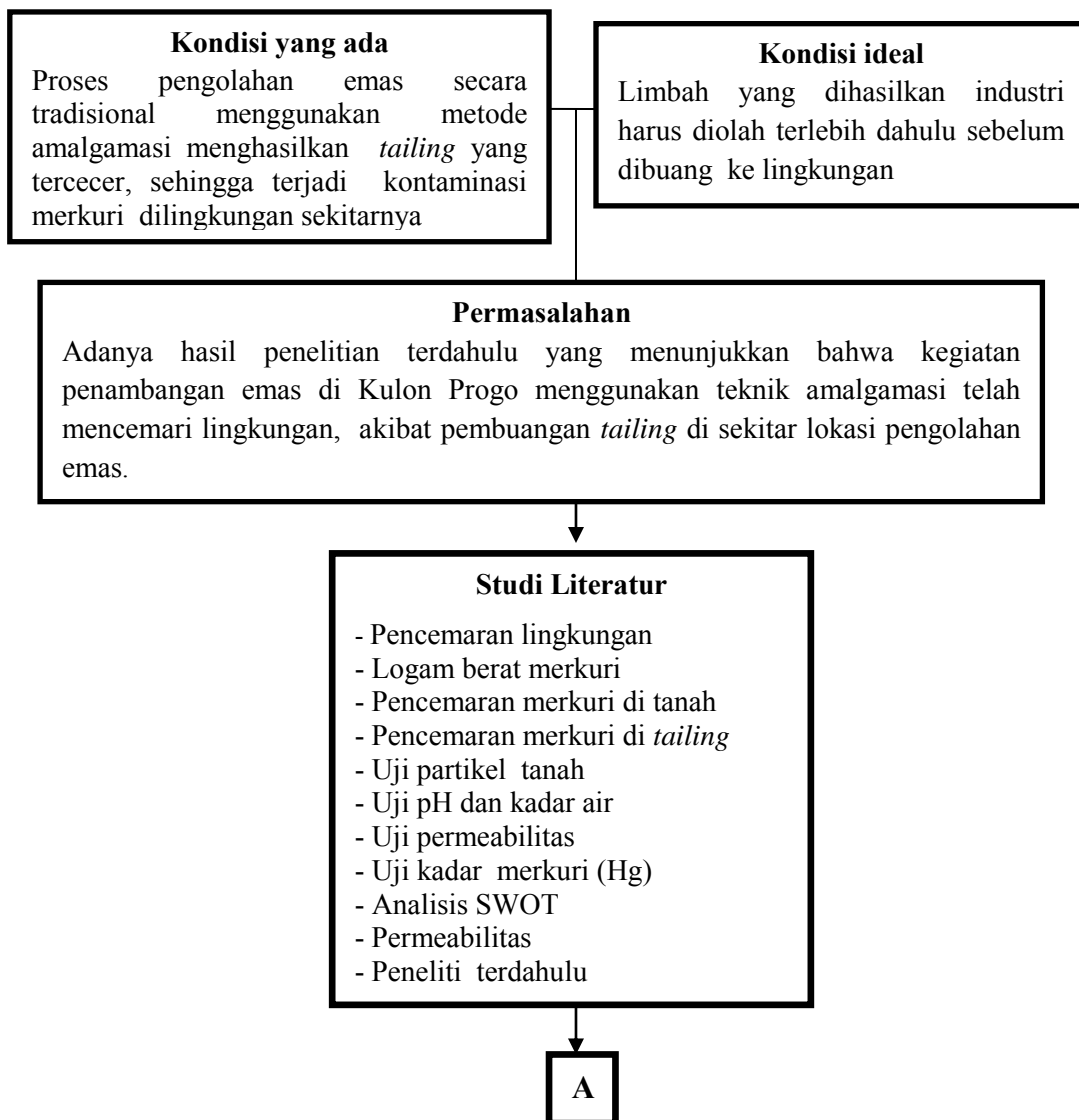 Kondisi yang ada
Proses pengolahan emas secara
tradisional menggunakan metode
amalgamasi menghasilkan tailing yang
tercecer, sehingga terjadi kontaminasi
merkuri dilingkungan sekitarnya
Kondisi ideal
Limbah yang dihasilkan industri
harus diolah terlebih dahulu sebelum
dibuang ke lingkungan
Permasalahan
Adanya hasil penelitian terdahulu yang menunjukkan bahwa kegiatan
penambangan emas di Kulon Progo menggunakan teknik amalgamasi telah
mencemari lingkungan, akibat pembuangan tailing di sekitar lokasi pengolahan
emas.
Studi Literatur
- Pencemaran lingkungan
- Logam berat merkuri
- Pencemaran merkuri di tanah
- Pencemaran merkuri di tailing
- Uji partikel tanah
- Uji pH dan kadar air
- Uji permeabilitas
- Uji kadar merkuri (Hg)
- Analisis SWOT
- Permeabilitas
- Peneliti terdahulu
A